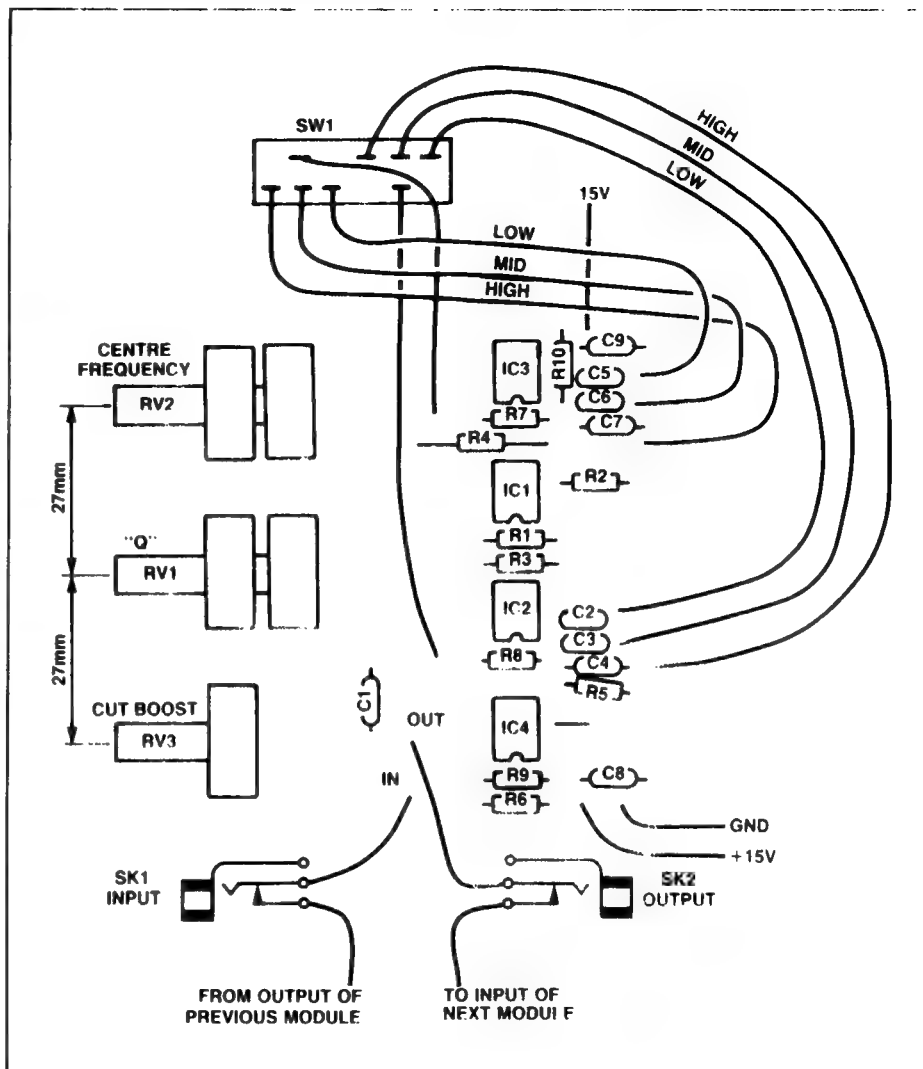 SW1
HIGH
MID
LOW
15V
LOW
MID
HIGH
CENTRE
FREQUENCY
RV2
IC3
R10
C9
C5
C6
C7
R7
R4
27mm
IC1
R2
"Q"
RV1
R1
R3
IC2
C2
C3
C4
R8
R5
27mm
C1
CUT BOOST
RV3
OUT
IC4
IN
R9
R6
C8
GND
+15V
SK1
INPUT
SK2
OUTPUT
FROM OUTPUT OF
PREVIOUS MODULE
TO INPUT OF
NEXT MODULE